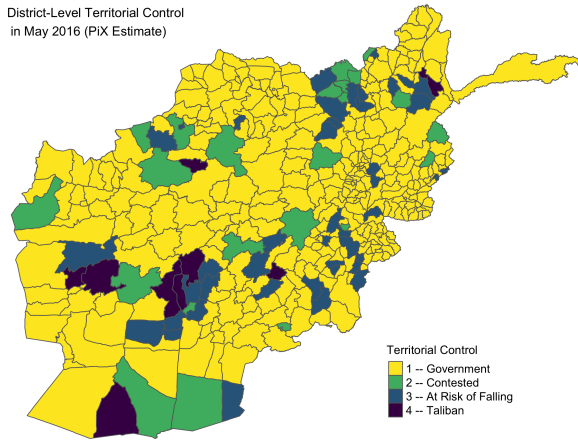 District-Level Territorial Control
in May 2016 (PiX Estimate)
Territorial Control
1 -- Government
2 -- Contested
3 -- At Risk of Falling
4 -- Taliban